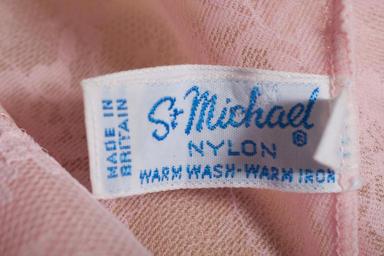 MADE IN
BRITAIN
St Michael
®
NYLON
WARM WASH-WARM IRON